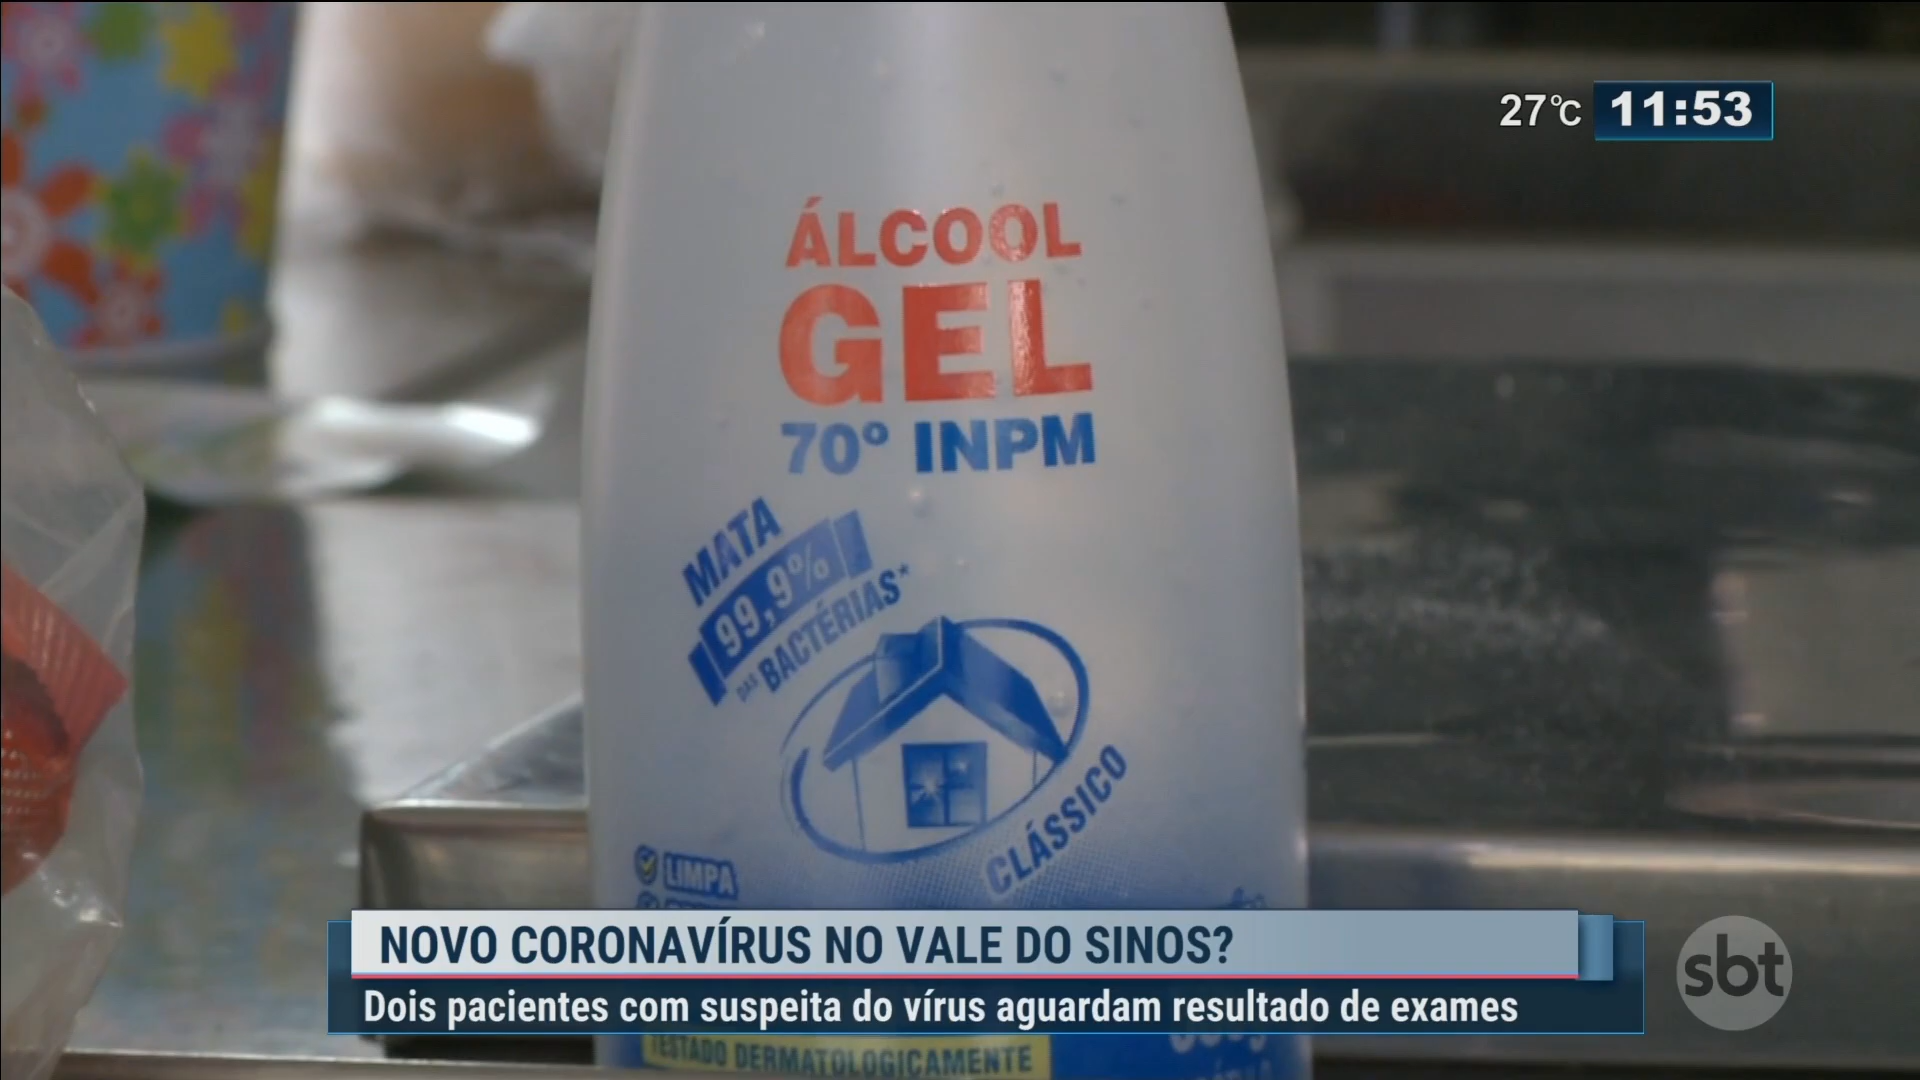 27°C 11:53
ÁLCOOL
GEL
70º INPM
MATA
99,9%
DAS BACTÉRIAS*
CLÁSSICO
LIMPA
NOVO CORONAVÍRUS NO VALE DO SINOS?
sbt
Dois pacientes com suspeita do vírus aguardam resultado de exames
TESTADO DERMATOLOGICAMENTE